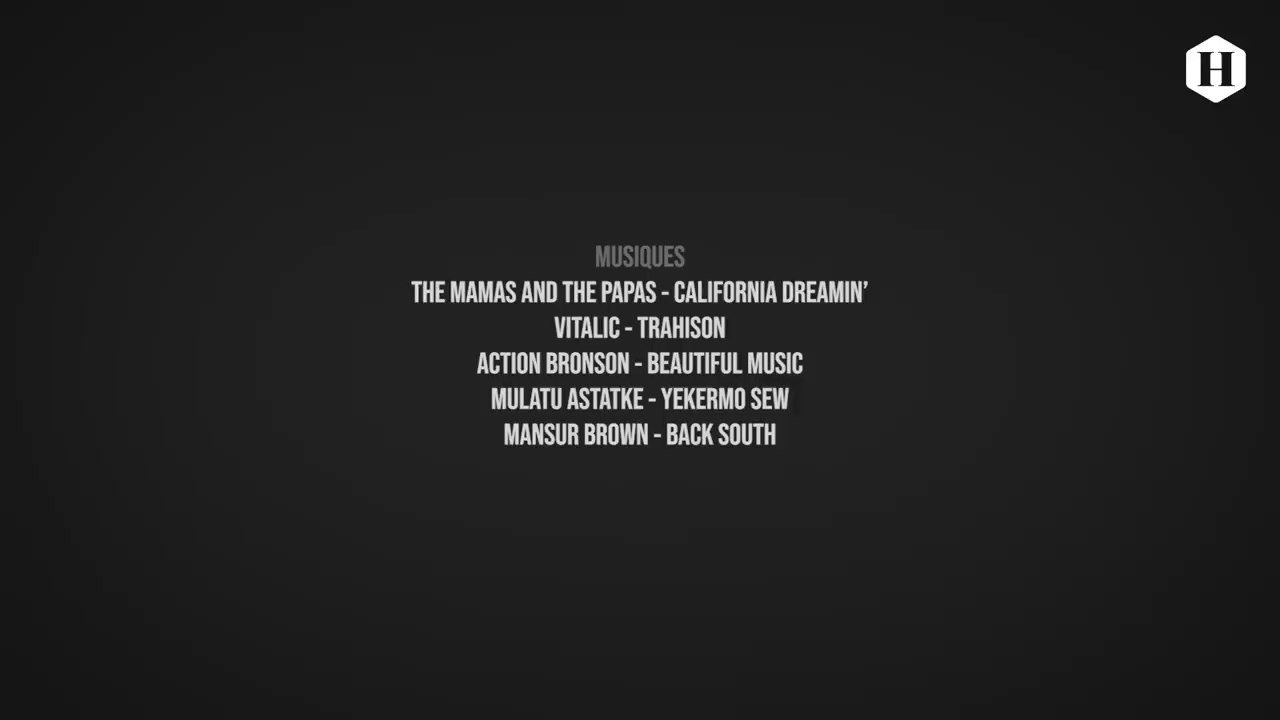 H
MUSIQUES
THE MAMAS AND THE PAPAS - CALIFORNIA DREAMIN’
VITALIC - TRAHISON
ACTION BRONSON - BEAUTIFUL MUSIC
MULATU ASTATKE - YEKERMO SEW
MANSUR BROWN - BACK SOUTH